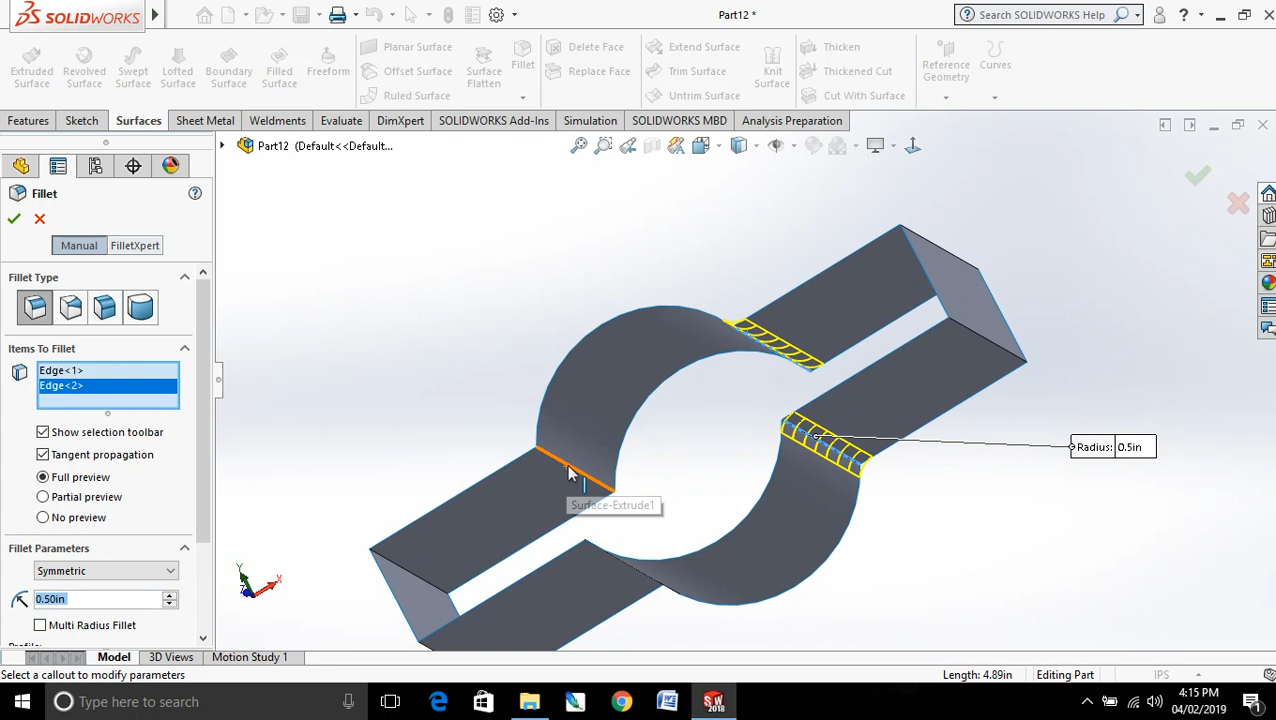 SOLIDWORKS
Part12 *
Search SOLIDWORKS Help
Extruded Surface
Revolved Surface
Swept Surface
Lofted Surface
Boundary Surface
Filled Surface
Freeform
Planar Surface
Offset Surface
Ruled Surface
Surface Flatten
Fillet
Delete Face
Replace Face
Extend Surface
Trim Surface
Untrim Surface
Knit Surface
Thicken
Thickened Cut
Cut With Surface
Reference Geometry
Curves
Features
Sketch
Surfaces
Sheet Metal
Weldments
Evaluate
DimXpert
SOLIDWORKS Add-Ins
Simulation
SOLIDWORKS MBD
Analysis Preparation
Part12 (Default<<Default...
Fillet
Manual
FilletXpert
Fillet Type
Items To Fillet
Edge<1>
Edge<2>
Show selection toolbar
Tangent propagation
Full preview
Partial preview
No preview
Fillet Parameters
Symmetric
0.50in
Multi Radius Fillet
Radius: 0.5in
Surface-Extrude1
Y
X
Z
Model
3D Views
Motion Study 1
Select a callout to modify parameters
Length: 4.89in
Editing Part
IPS
Type here to search
SW
2018
4:15 PM
04/02/2019
1